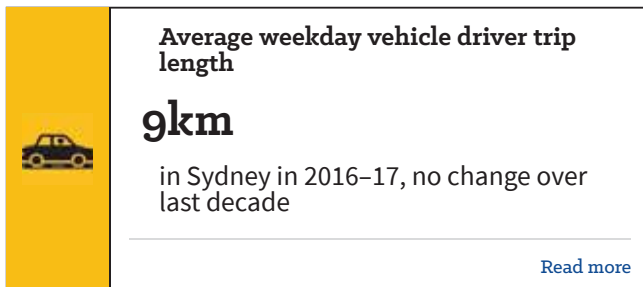 Average weekday vehicle driver trip
length
9km
in Sydney in 2016–17, no change over
last decade
Read more